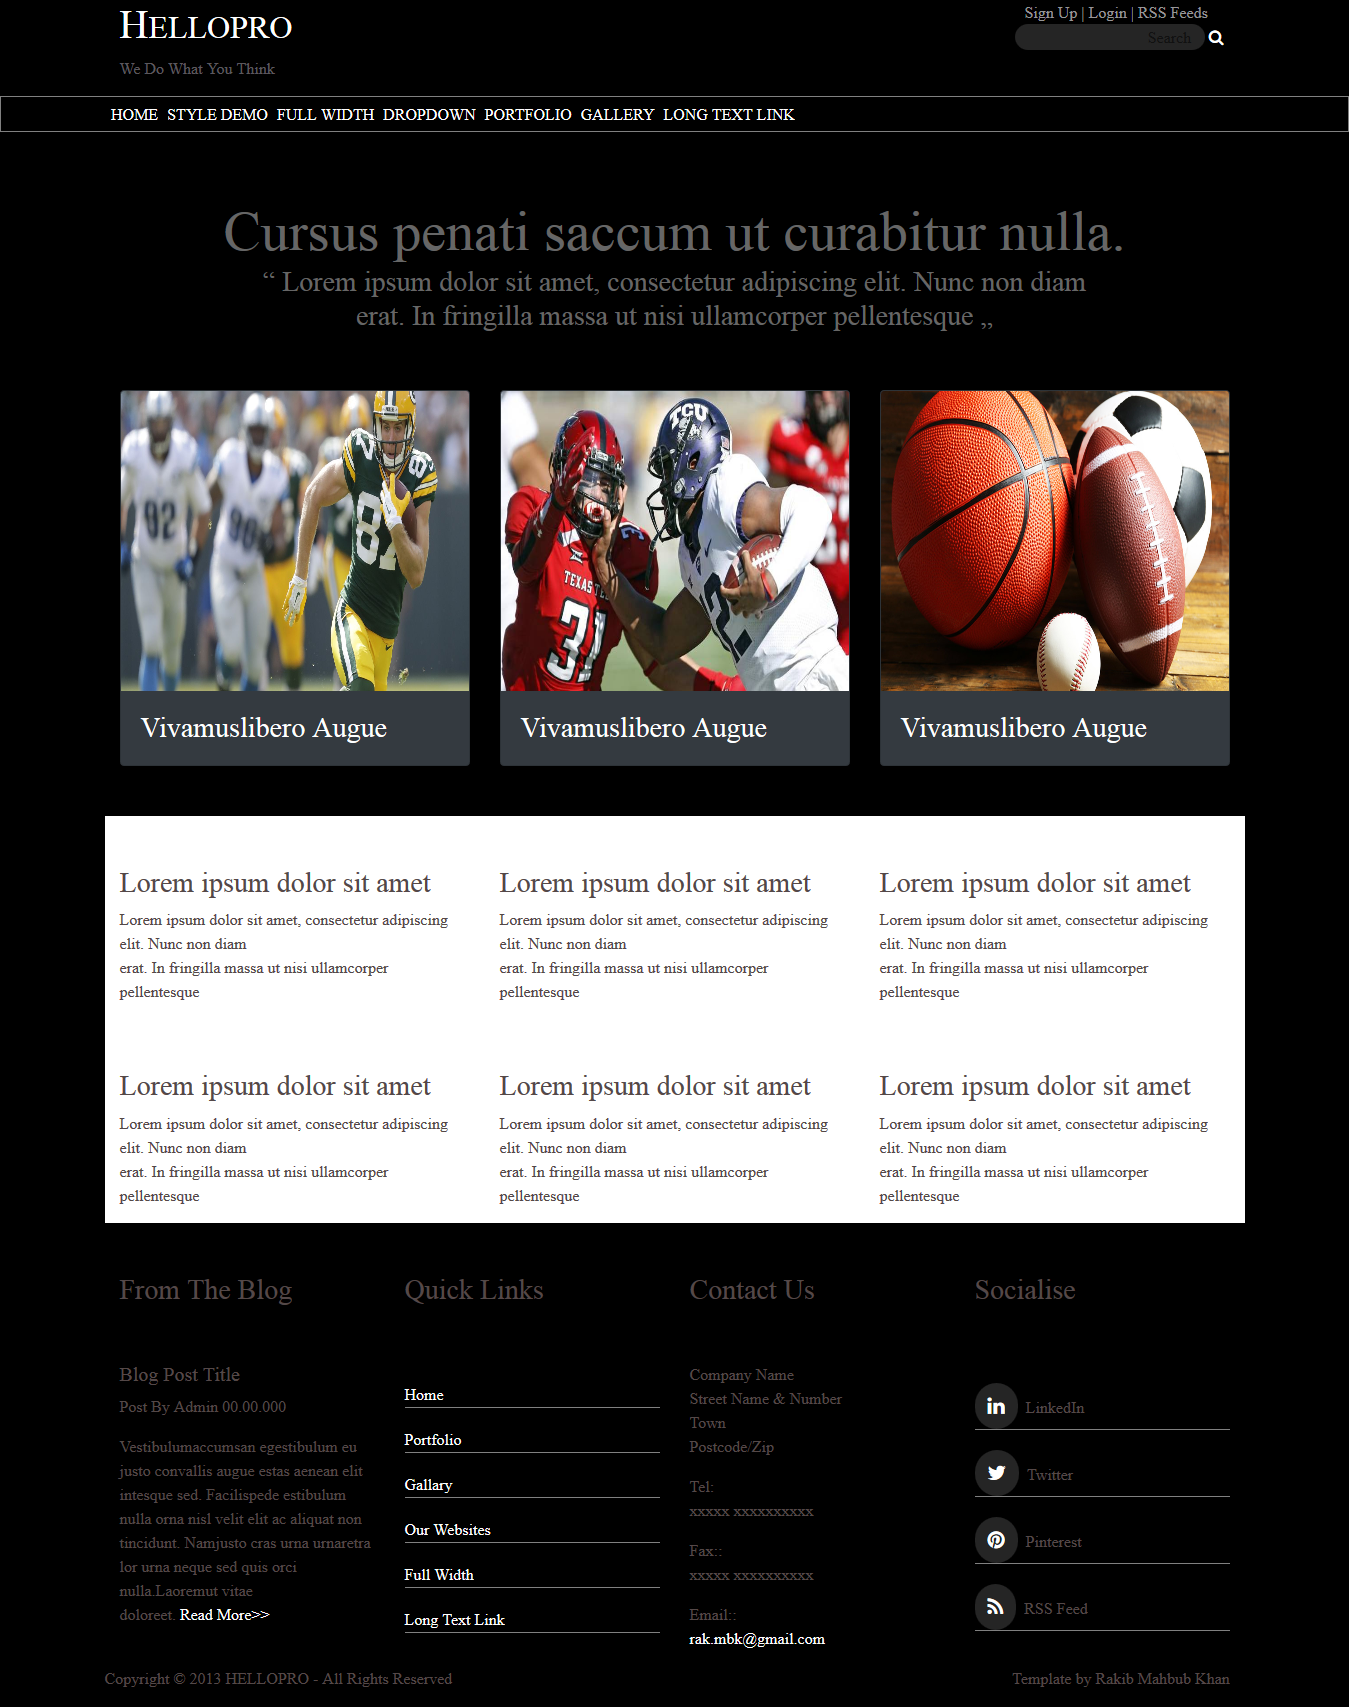 HELLOPRO
Sign Up | Login | RSS Feeds
Search
We Do What You Think
HOME STYLE DEMO FULL WIDTH DROPDOWN PORTFOLIO GALLERY LONG TEXT LINK
Cursus penati saccum ut curabitur nulla.
“ Lorem ipsum dolor sit amet, consectetur adipiscing elit. Nunc non diam
erat. In fringilla massa ut nisi ullamcorper pellentesque „
92
87
TCU
TEXAS
31
2
Vivamuslibero Augue
Vivamuslibero Augue
Vivamuslibero Augue
Lorem ipsum dolor sit amet
Lorem ipsum dolor sit amet, consectetur adipiscing
elit. Nunc non diam
erat. In fringilla massa ut nisi ullamcorper
pellentesque
Lorem ipsum dolor sit amet
Lorem ipsum dolor sit amet, consectetur adipiscing
elit. Nunc non diam
erat. In fringilla massa ut nisi ullamcorper
pellentesque
Lorem ipsum dolor sit amet
Lorem ipsum dolor sit amet, consectetur adipiscing
elit. Nunc non diam
erat. In fringilla massa ut nisi ullamcorper
pellentesque
Lorem ipsum dolor sit amet
Lorem ipsum dolor sit amet, consectetur adipiscing
elit. Nunc non diam
erat. In fringilla massa ut nisi ullamcorper
pellentesque
Lorem ipsum dolor sit amet
Lorem ipsum dolor sit amet, consectetur adipiscing
elit. Nunc non diam
erat. In fringilla massa ut nisi ullamcorper
pellentesque
Lorem ipsum dolor sit amet
Lorem ipsum dolor sit amet, consectetur adipiscing
elit. Nunc non diam
erat. In fringilla massa ut nisi ullamcorper
pellentesque
From The Blog
Blog Post Title
Post By Admin 00.00.000
Vestibulumaccumsan egestibulum eu
justo convallis augue estas aenean elit
intesque sed. Facilispede estibulum
nulla orna nisl velit elit ac aliquat non
tincidunt. Namjusto cras urna urnaretra
lor urna neque sed quis orci
nulla.Laoremut vitae
doloreet. Read More>>
Quick Links
Home
Portfolio
Gallary
Our Websites
Full Width
Long Text Link
Contact Us
Company Name
Street Name & Number
Town
Postcode/Zip
Tel:
xxxxx xxxxxxxxxx
Fax::
xxxxx xxxxxxxxxx
Email::
rak.mbk@gmail.com
Socialise
LinkedIn
Twitter
Pinterest
RSS Feed
Copyright © 2013 HELLOPRO - All Rights Reserved
Template by Rakib Mahbub Khan